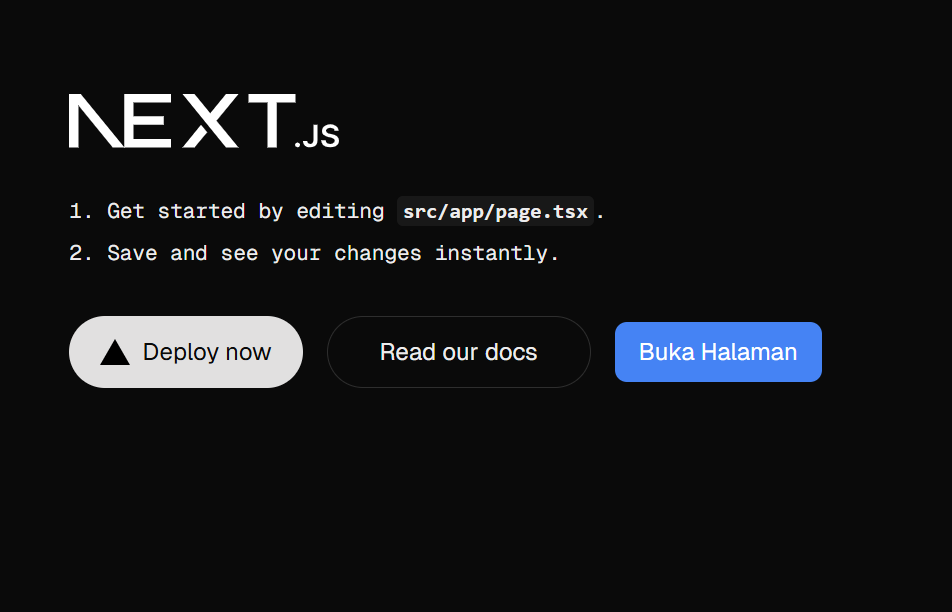 NEXT.JS
1. Get started by editing src/app/page.tsx.
2. Save and see your changes instantly.
Deploy now
Read our docs
Buka Halaman